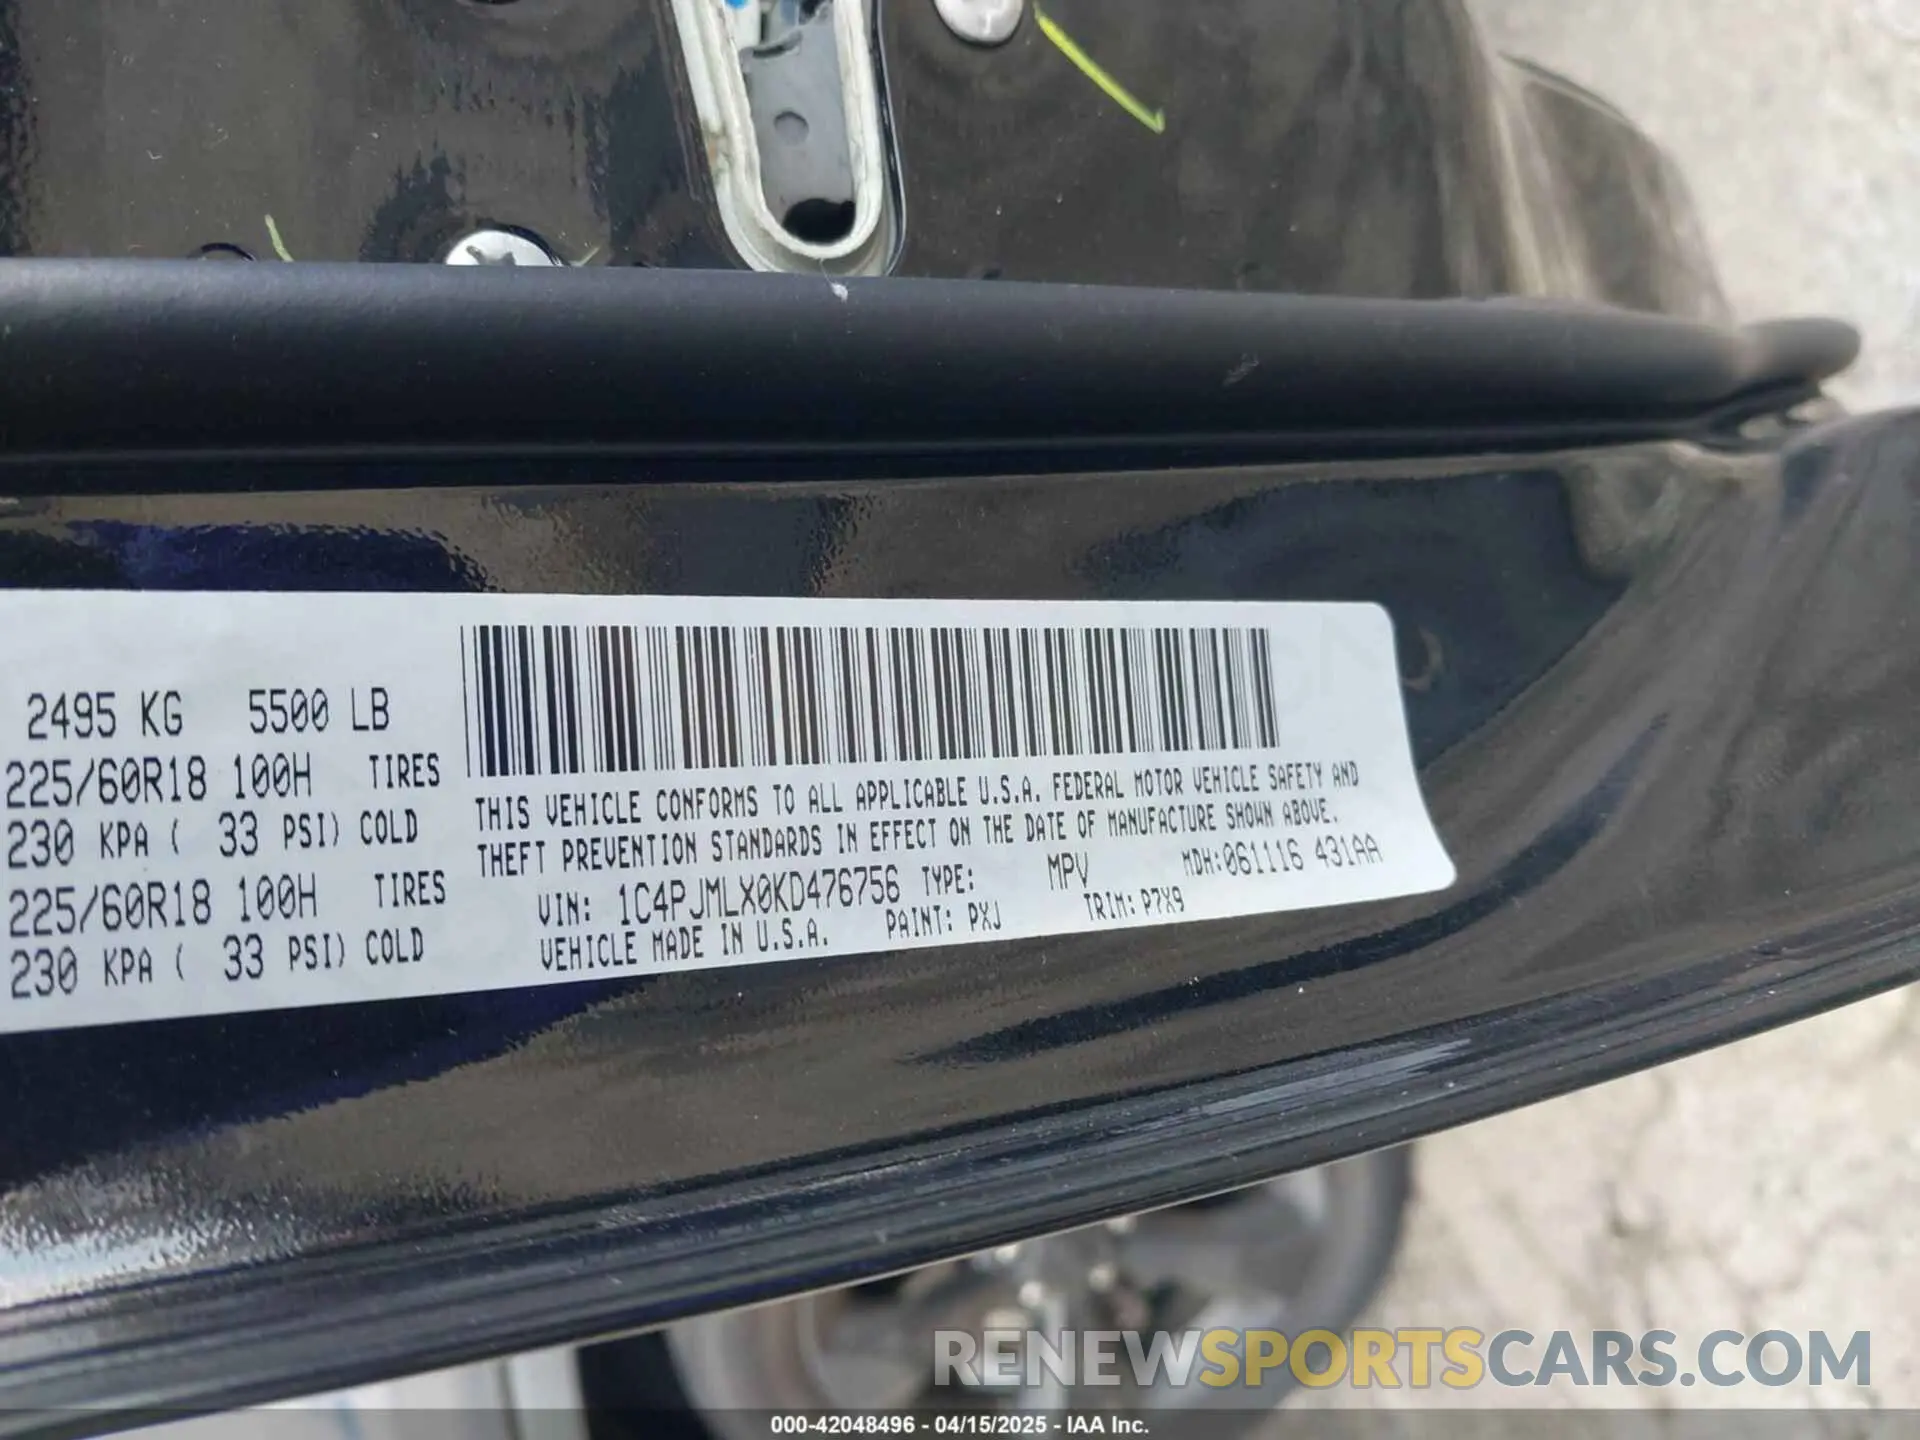 2495 KG 5500 LB
225/60R18 100H TIRES
230 KPA ( 33 PSI) COLD
225/60R18 100H TIRES
230 KPA ( 33 PSI) COLD
THIS VEHICLE CONFORMS TO ALL APPLICABLE U.S.A. FEDERAL MOTOR VEHICLE SAFETY AND
THEFT PREVENTION STANDARDS IN EFFECT ON THE DATE OF MANUFACTURE SHOWN ABOVE.
VIN: 1C4PJMLX0KD476756 TYPE: MPV MDH:061116 431AA
VEHICLE MADE IN U.S.A. PAINT: PXJ TRIM: P7X9
RENEWSPORTSCARS.COM
000-42048496 - 04/15/2025 - IAA Inc.